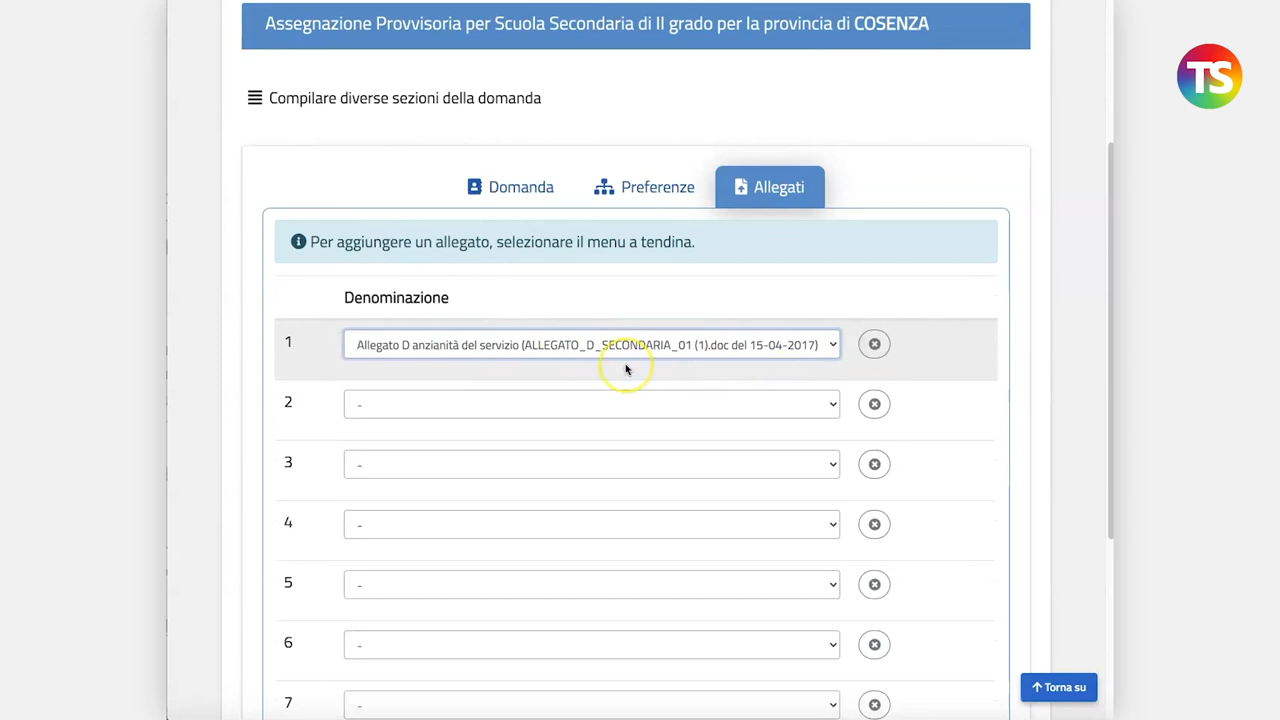 Assegnazione Provvisoria per Scuola Secondaria di II grado per la provincia di COSENZA
TS
Compilare diverse sezioni della domanda
Domanda
Preferenze
Allegati
Per aggiungere un allegato, selezionare il menu a tendina.
Denominazione
1
Allegato D anzianità del servizio (ALLEGATO_D_SECONDARIA_01 (1).doc del 15-04-2017)
2
-
3
-
4
-
5
-
6
-
7
-
Torna su